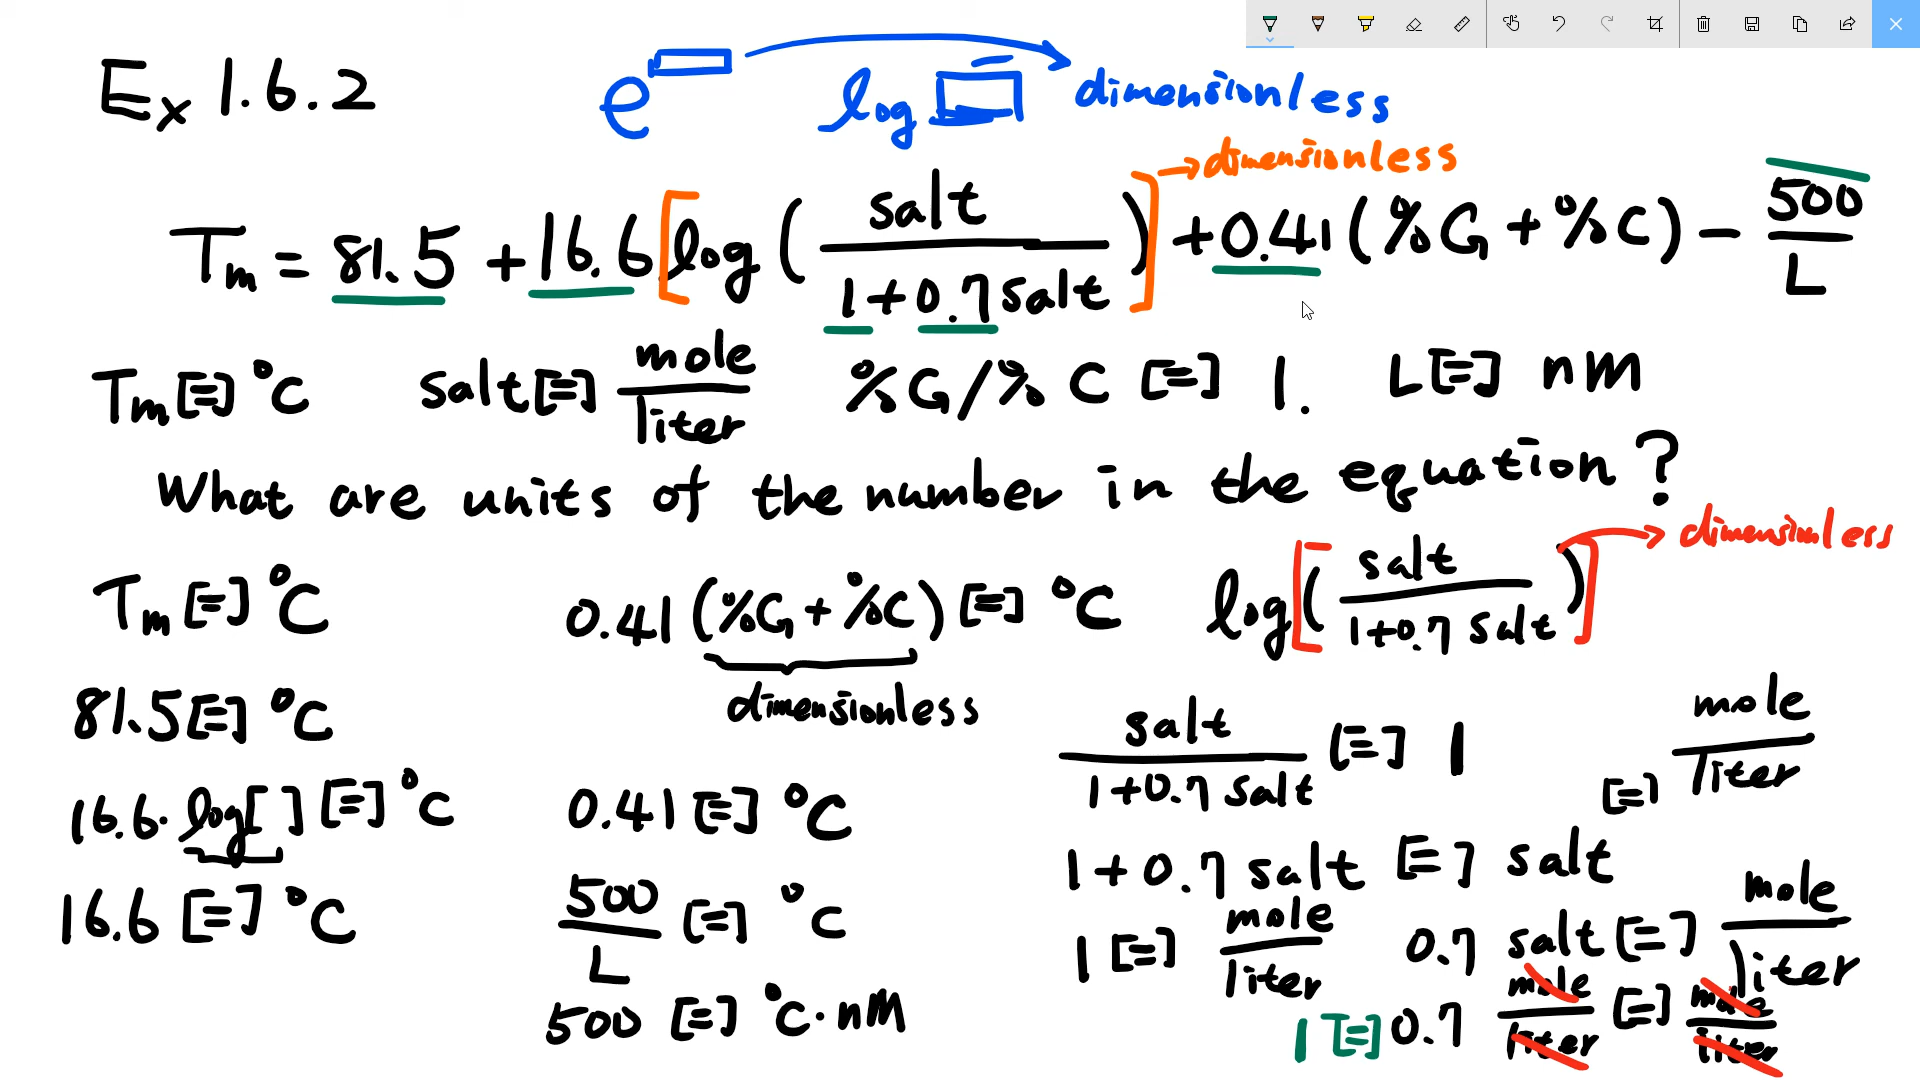 Ex 1.6.2
e^□ log □ → dimensionless
→ dimensionless
Tm = 81.5 + 16.6 [log ( salt / (1 + 0.7 salt) )] + 0.41 (%G + %C) − 500 / L
Tm [=] °C salt [=] mole / liter %G/%C [=] 1. L [=] nM
What are units of the number in the equation?
Tm [=] °C
81.5 [=] °C
16.6 · log[ ] [=] °C
16.6 [=] °C
0.41 (%G + %C) [=] °C
dimensionless
0.41 [=] °C
500 / L [=] °C
500 [=] °C · nM
log [( salt / (1 + 0.7 salt) )] → dimensionless
salt / (1 + 0.7 salt) [=] 1
1 + 0.7 salt [=] salt [=] mole / liter
1 [=] mole / liter
0.7 salt [=] mole / liter
1 [=] 0.7 mole / liter [=] mole / liter